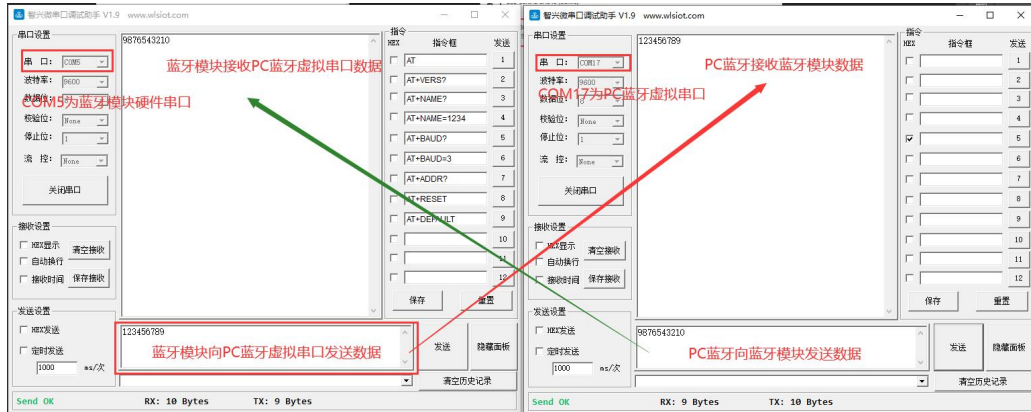 智兴微串口调试助手 V1.9 www.wlsiot.com
串口设置
串 口: COM5
波特率: 9600
数据位:
校验位: None
停止位: 1
流 控: None
关闭串口
COM5为蓝牙模块硬件串口
9876543210
蓝牙模块接收PC蓝牙虚拟串口数据
指令
HEX 指令框 发送
AT 1
AT+VERS? 2
AT+NAME? 3
AT+NAME=1234 4
AT+BAUD? 5
AT+BAUD=3 6
AT+ADDR? 7
AT+RESET 8
AT+DEFAULT 9
10
11
12
保存 重置
接收设置
HEX显示
自动换行
接收时间
清空接收
保存接收
发送设置
HEX发送
定时发送
1000 ms/次
123456789
蓝牙模块向PC蓝牙虚拟串口发送数据
发送 隐藏面板
清空历史记录
Send OK RX: 10 Bytes TX: 9 Bytes
智兴微串口调试助手 V1.9 www.wlsiot.com
串口设置
串 口: COM17
波特率: 9600
数据位: 8
校验位: None
停止位: 1
流 控: None
关闭串口
COM17为PC蓝牙虚拟串口
123456789
PC蓝牙接收蓝牙模块数据
指令
HEX 指令框 发送
1
2
3
4
5
6
7
8
9
10
11
12
保存 重置
接收设置
HEX显示
自动换行
接收时间
清空接收
保存接收
发送设置
HEX发送
定时发送
1000 ms/次
9876543210
PC蓝牙向蓝牙模块发送数据
发送 隐藏面板
清空历史记录
Send OK RX: 9 Bytes TX: 10 Bytes